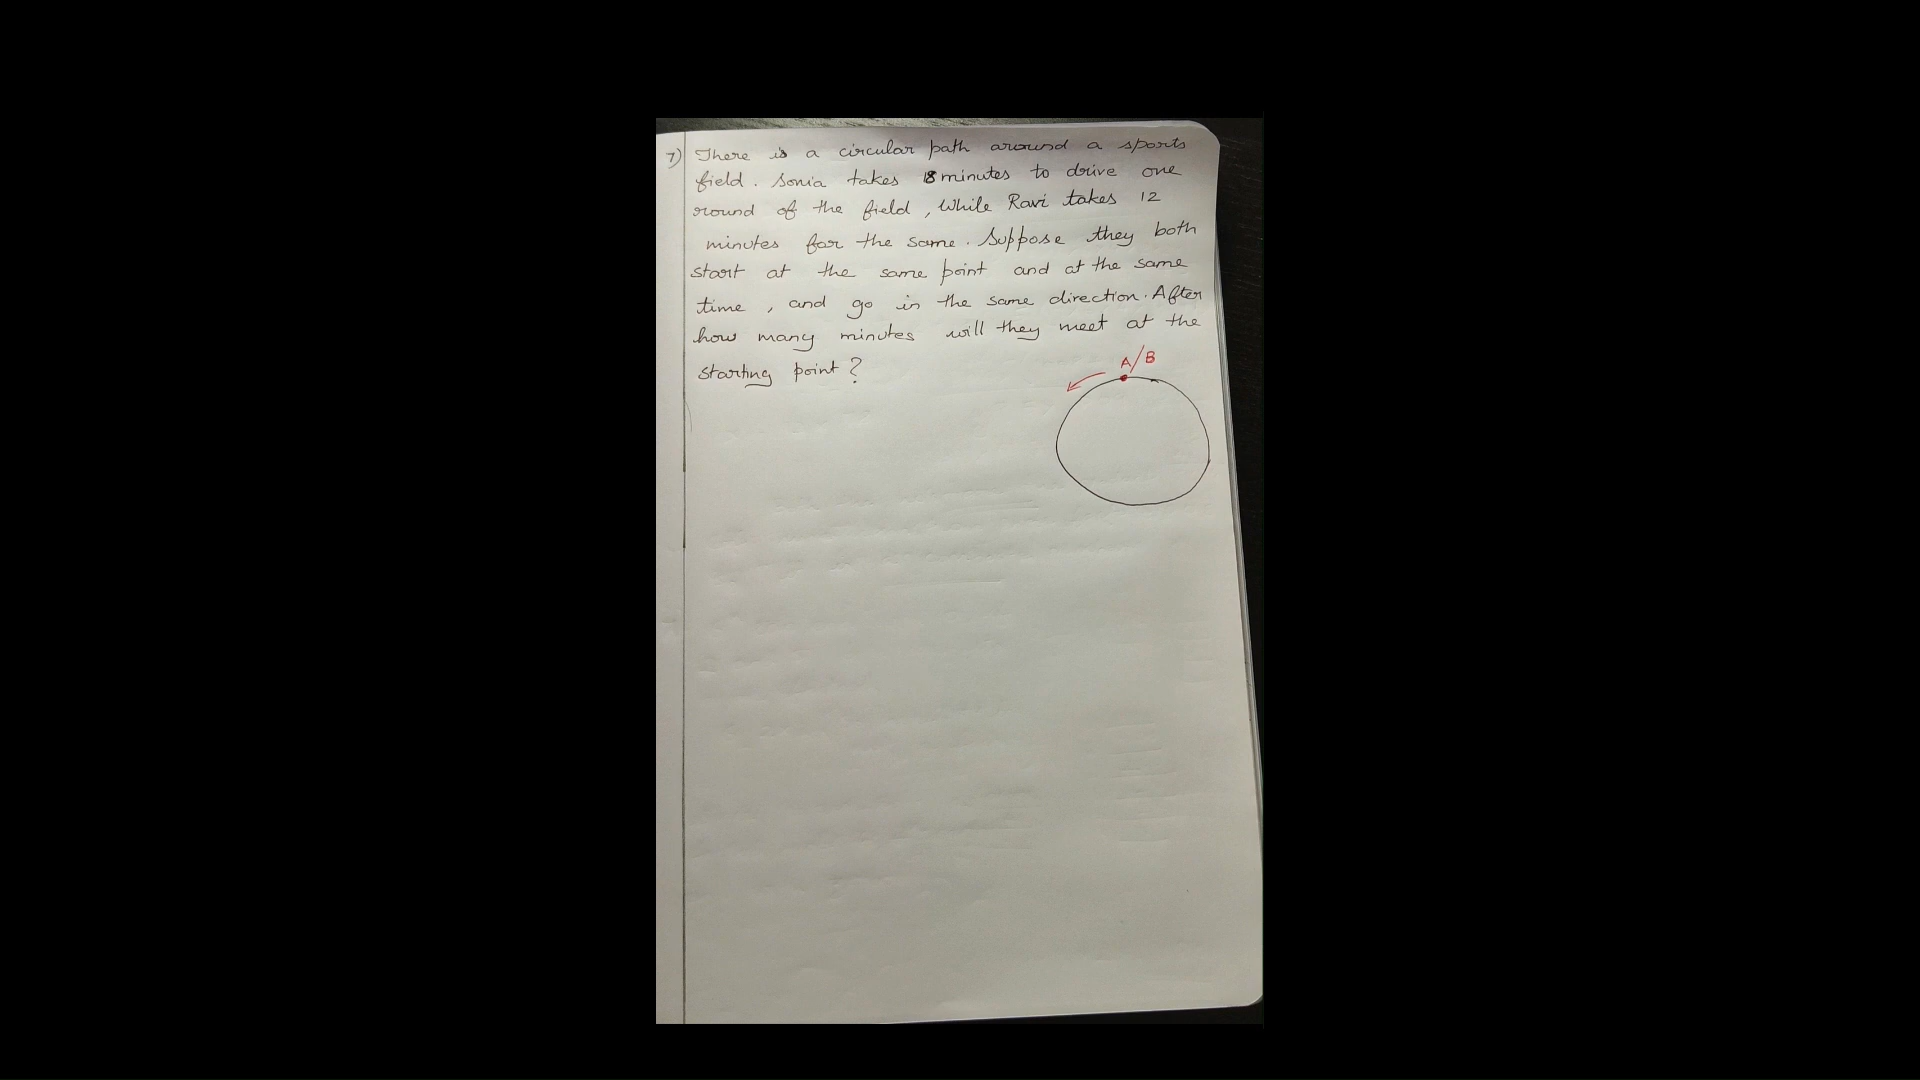 7) There is a circular path around a sports
field. Sonia takes 18 minutes to drive one
round of the field, While Ravi takes 12
minutes for the same. Suppose they both
start at the same point and at the same
time, and go in the same direction. After
how many minutes will they meet at the
starting point?
A/B